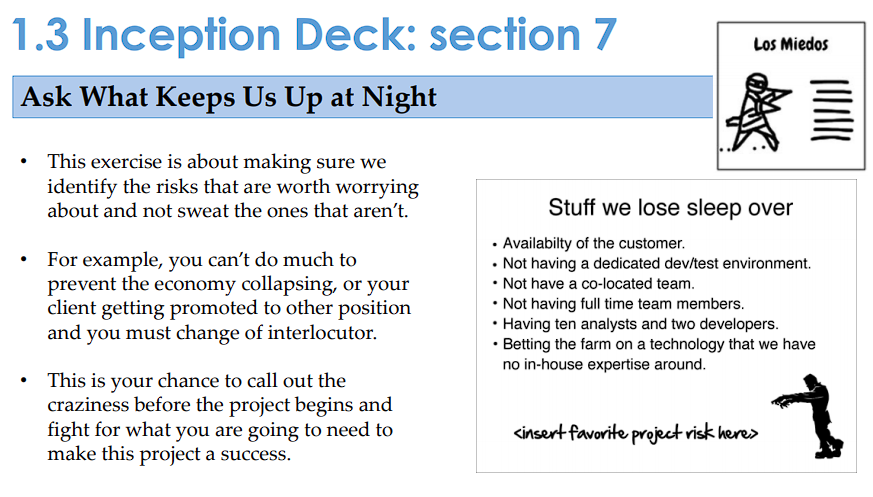 1.3 Inception Deck: section 7
Los Miedos
Ask What Keeps Us Up at Night
• This exercise is about making sure we
identify the risks that are worth worrying
about and not sweat the ones that aren’t.
• For example, you can’t do much to
prevent the economy collapsing, or your
client getting promoted to other position
and you must change of interlocutor.
• This is your chance to call out the
craziness before the project begins and
fight for what you are going to need to
make this project a success.
Stuff we lose sleep over
• Availabilty of the customer.
• Not having a dedicated dev/test environment.
• Not have a co-located team.
• Not having full time team members.
• Having ten analysts and two developers.
• Betting the farm on a technology that we have
no in-house expertise around.
<insert favorite project risk here>